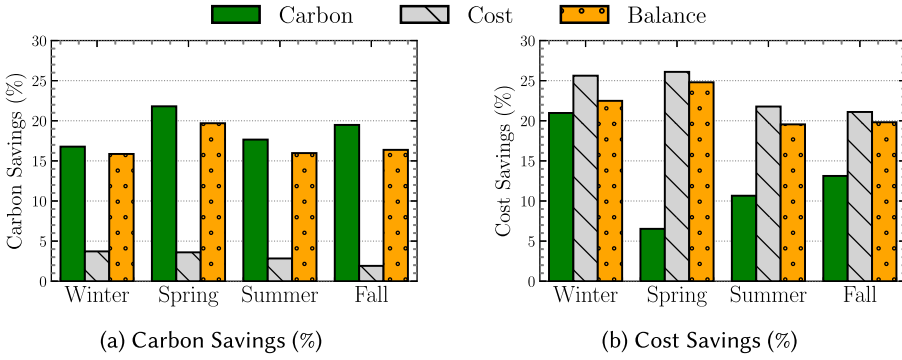 Carbon Cost Balance
30
25
20
15
10
5
0
Carbon Savings (%)
Winter Spring Summer Fall
(a) Carbon Savings (%)
30
25
20
15
10
5
0
Cost Savings (%)
Winter Spring Summer Fall
(b) Cost Savings (%)